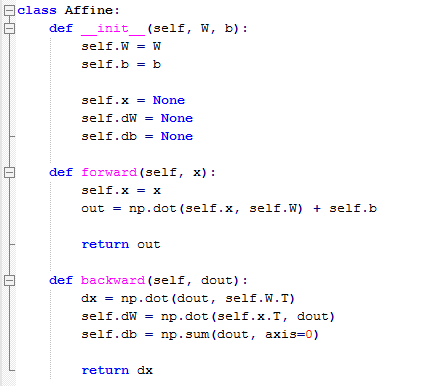 class Affine:
    def __init__(self, W, b):
        self.W = W
        self.b = b

        self.x = None
        self.dW = None
        self.db = None

    def forward(self, x):
        self.x = x
        out = np.dot(self.x, self.W) + self.b

        return out

    def backward(self, dout):
        dx = np.dot(dout, self.W.T)
        self.dW = np.dot(self.x.T, dout)
        self.db = np.sum(dout, axis=0)

        return dx